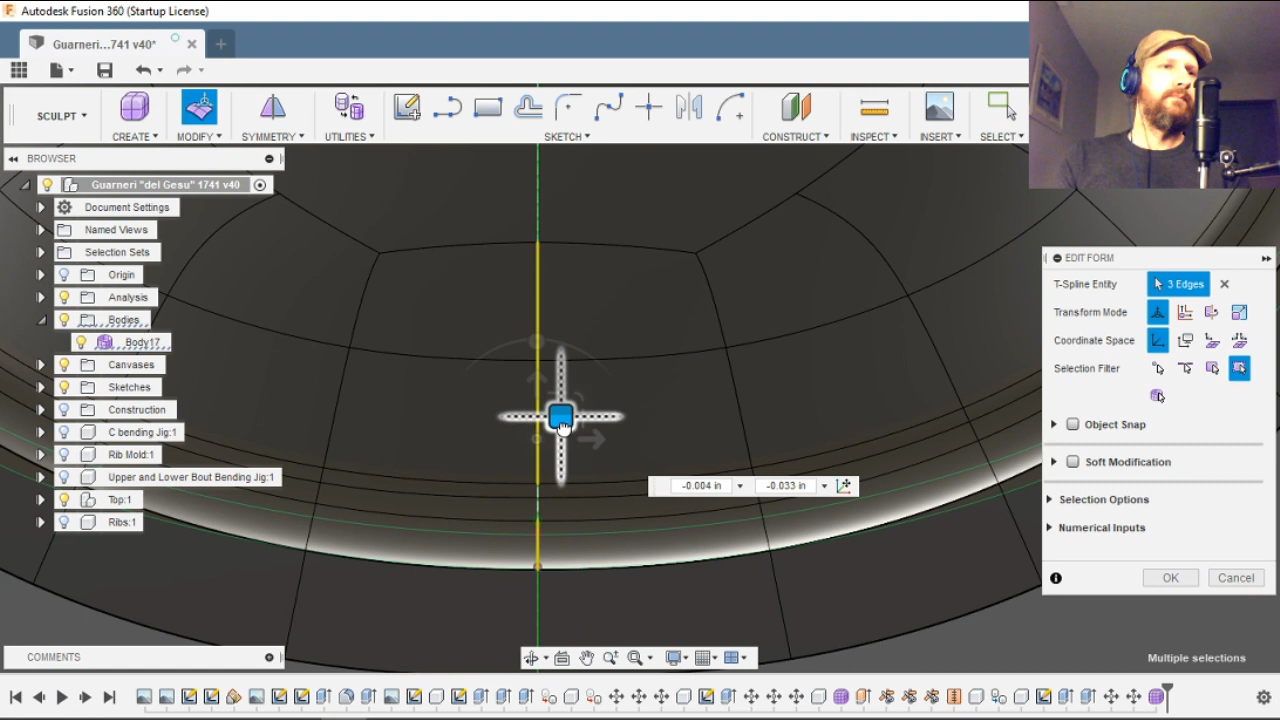 Autodesk Fusion 360 (Startup License)
Guarneri...741 v40*
SCULPT
CREATE
MODIFY
SYMMETRY
UTILITIES
SKETCH
CONSTRUCT
INSPECT
INSERT
SELECT
BROWSER
Guarneri "del Gesu" 1741 v40
Document Settings
Named Views
Selection Sets
Origin
Analysis
Bodies
Body17
Canvases
Sketches
Construction
C bending Jig:1
Rib Mold:1
Upper and Lower Bout Bending Jig:1
Top:1
Ribs:1
-0.004 in
-0.033 in
EDIT FORM
T-Spline Entity
3 Edges
Transform Mode
Coordinate Space
Selection Filter
Object Snap
Soft Modification
Selection Options
Numerical Inputs
OK
Cancel
COMMENTS
Multiple selections